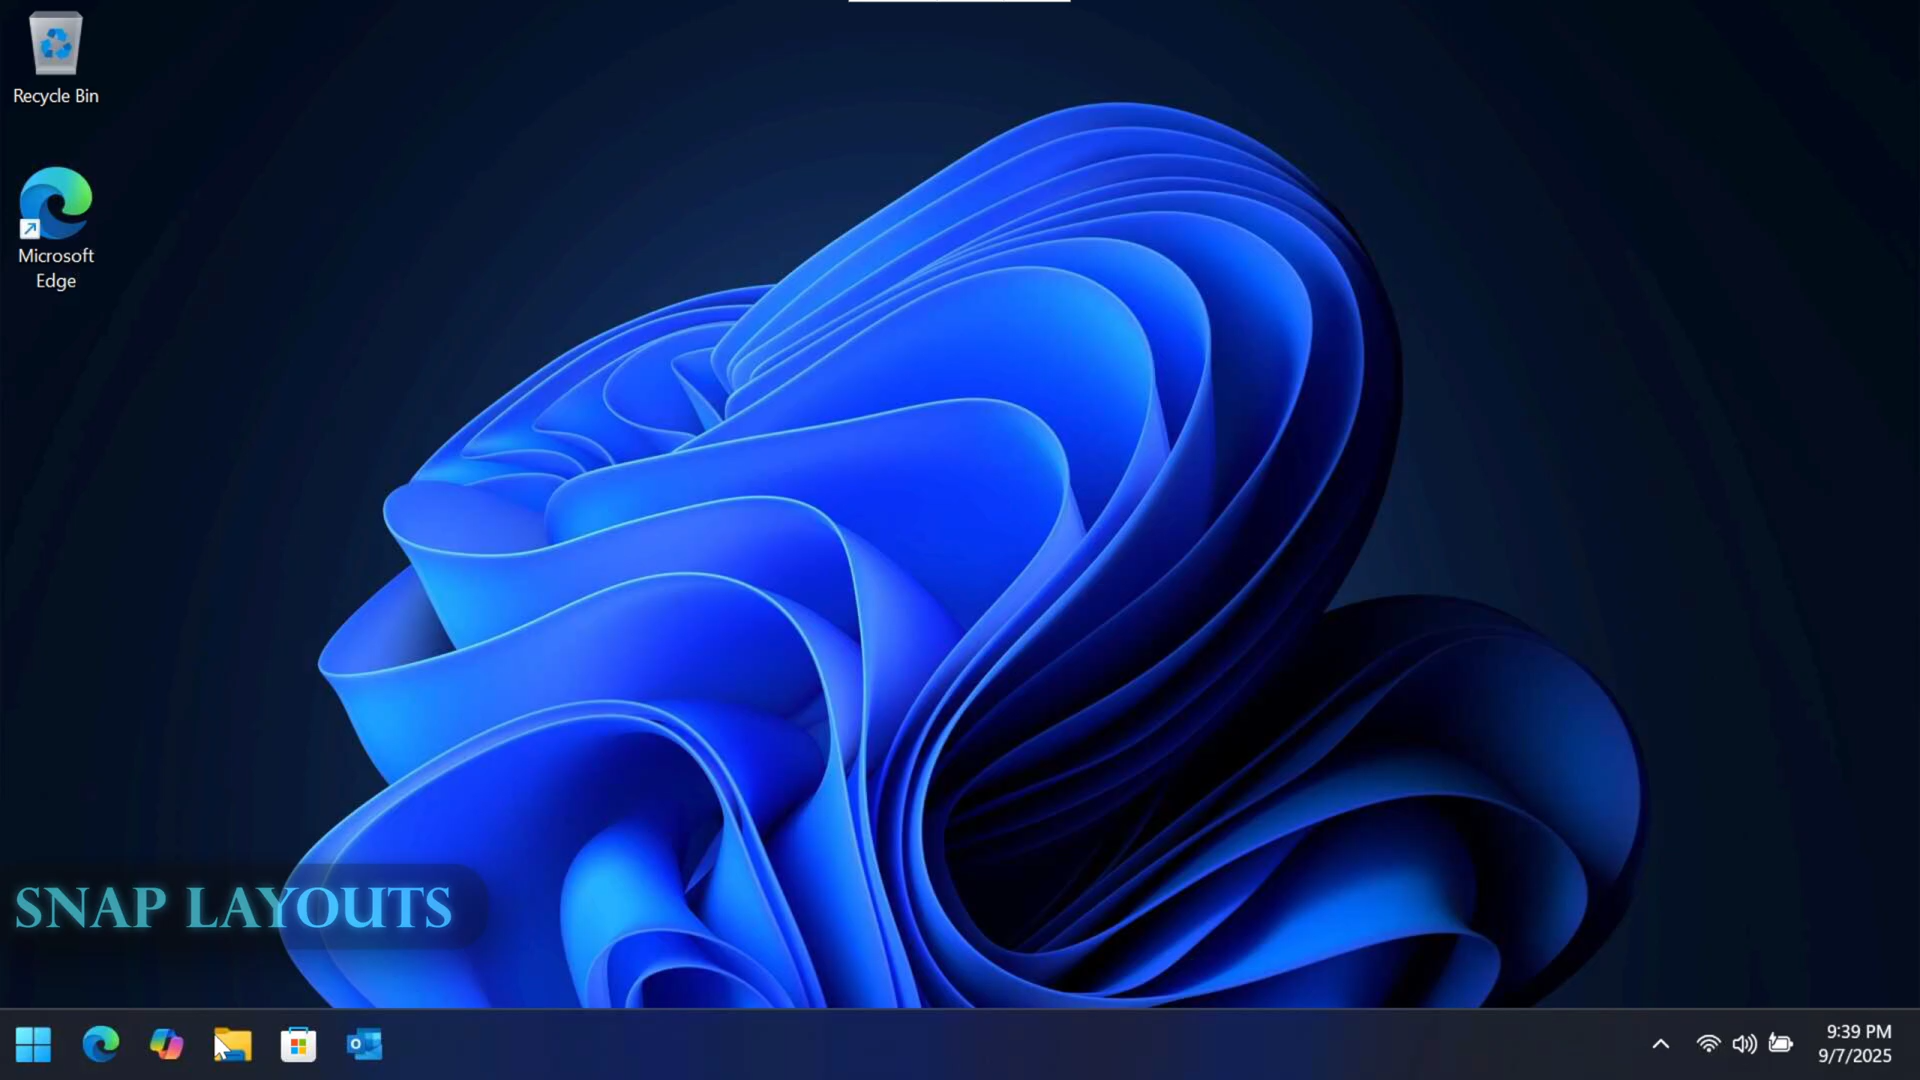 Recycle Bin
Microsoft
Edge
SNAP LAYOUTS
9:39 PM
9/7/2025